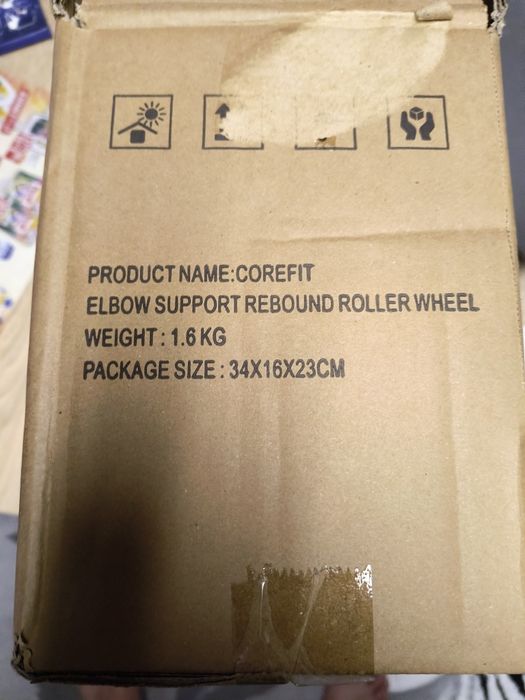 PRODUCT NAME:COREFIT
ELBOW SUPPORT REBOUND ROLLER WHEEL
WEIGHT : 1.6 KG
PACKAGE SIZE : 34X16X23CM